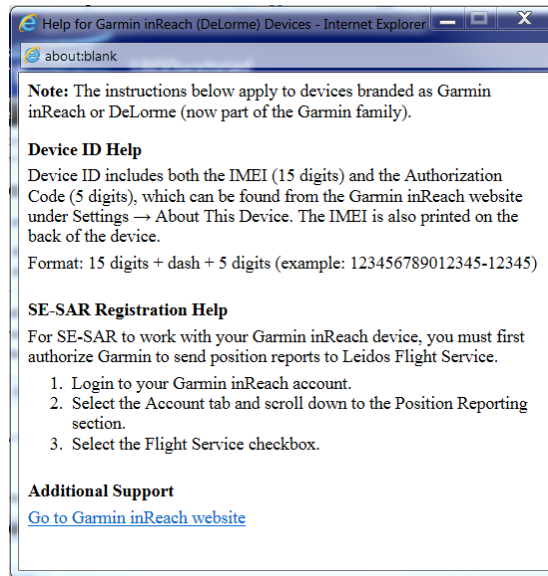 Help for Garmin inReach (DeLorme) Devices - Internet Explorer
about:blank
Note: The instructions below apply to devices branded as Garmin
inReach or DeLorme (now part of the Garmin family).
Device ID Help
Device ID includes both the IMEI (15 digits) and the Authorization
Code (5 digits), which can be found from the Garmin inReach website
under Settings → About This Device. The IMEI is also printed on the
back of the device.
Format: 15 digits + dash + 5 digits (example: 123456789012345-12345)
SE-SAR Registration Help
For SE-SAR to work with your Garmin inReach device, you must first
authorize Garmin to send position reports to Leidos Flight Service.
1. Login to your Garmin inReach account.
2. Select the Account tab and scroll down to the Position Reporting
section.
3. Select the Flight Service checkbox.
Additional Support
Go to Garmin inReach website